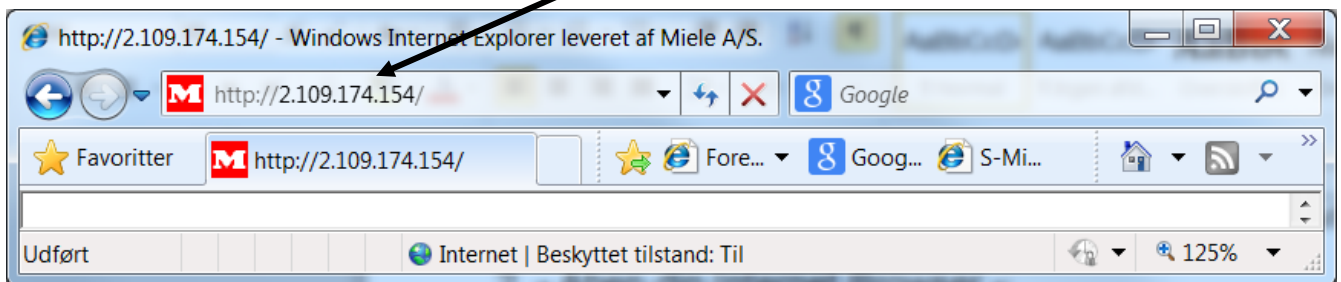 http://2.109.174.154/ - Windows Internet Explorer leveret af Miele A/S.
http://2.109.174.154/ Google
Favoritter http://2.109.174.154/ Fore... Goog... S-Mi...
Udført Internet | Beskyttet tilstand: Til 125%